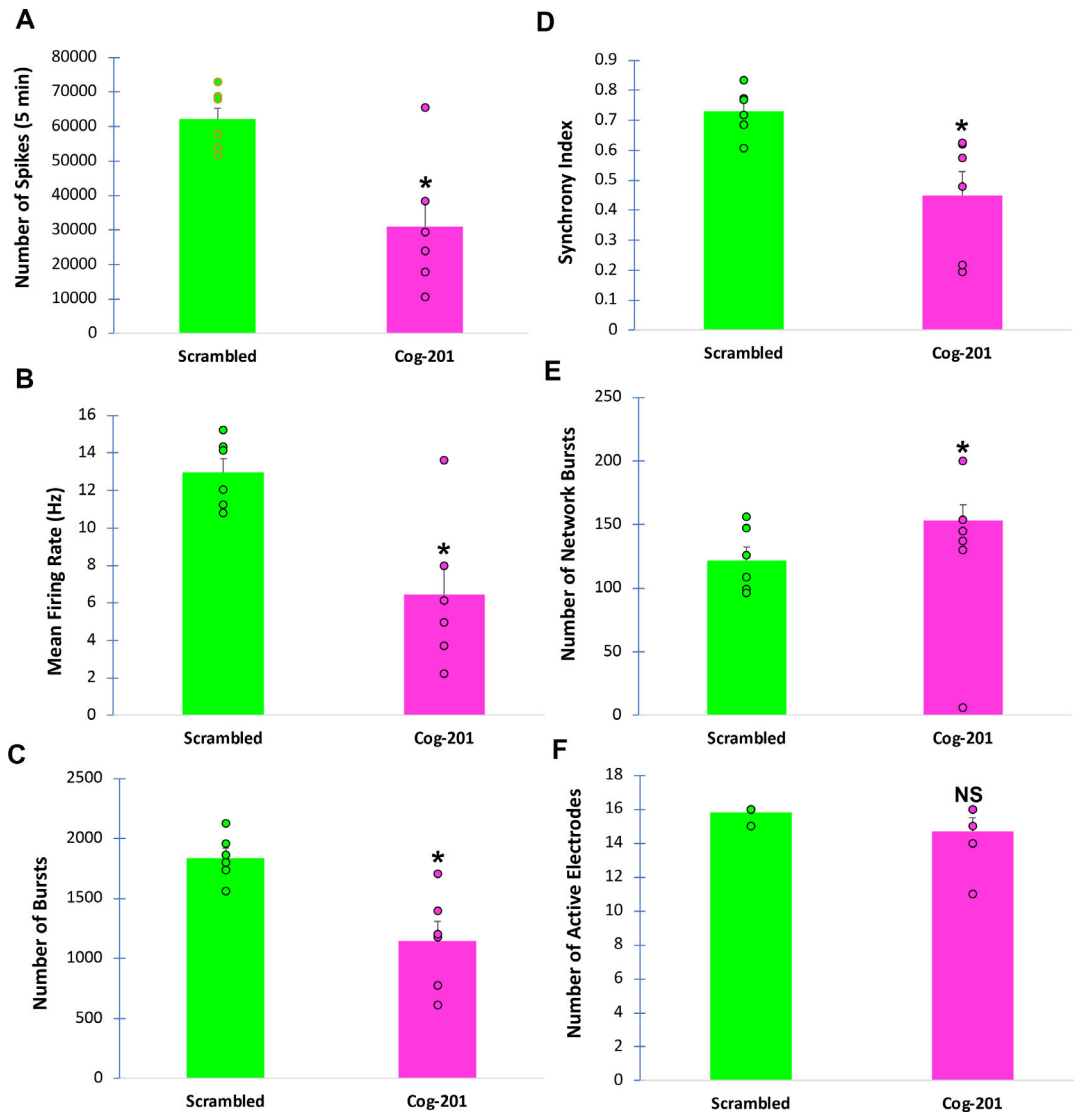 A
Number of Spikes (5 min)
80000
70000
60000
50000
40000
30000
20000
10000
0
*
Scrambled
Cog-201
D
Synchrony Index
0.9
0.8
0.7
0.6
0.5
0.4
0.3
0.2
0.1
0
*
Scrambled
Cog-201
B
Mean Firing Rate (Hz)
16
14
12
10
8
6
4
2
0
*
Scrambled
Cog-201
E
Number of Network Bursts
250
200
150
100
50
0
*
Scrambled
Cog-201
C
Number of Bursts
2500
2000
1500
1000
500
0
*
Scrambled
Cog-201
F
Number of Active Electrodes
18
16
14
12
10
8
6
4
2
0
NS
Scrambled
Cog-201